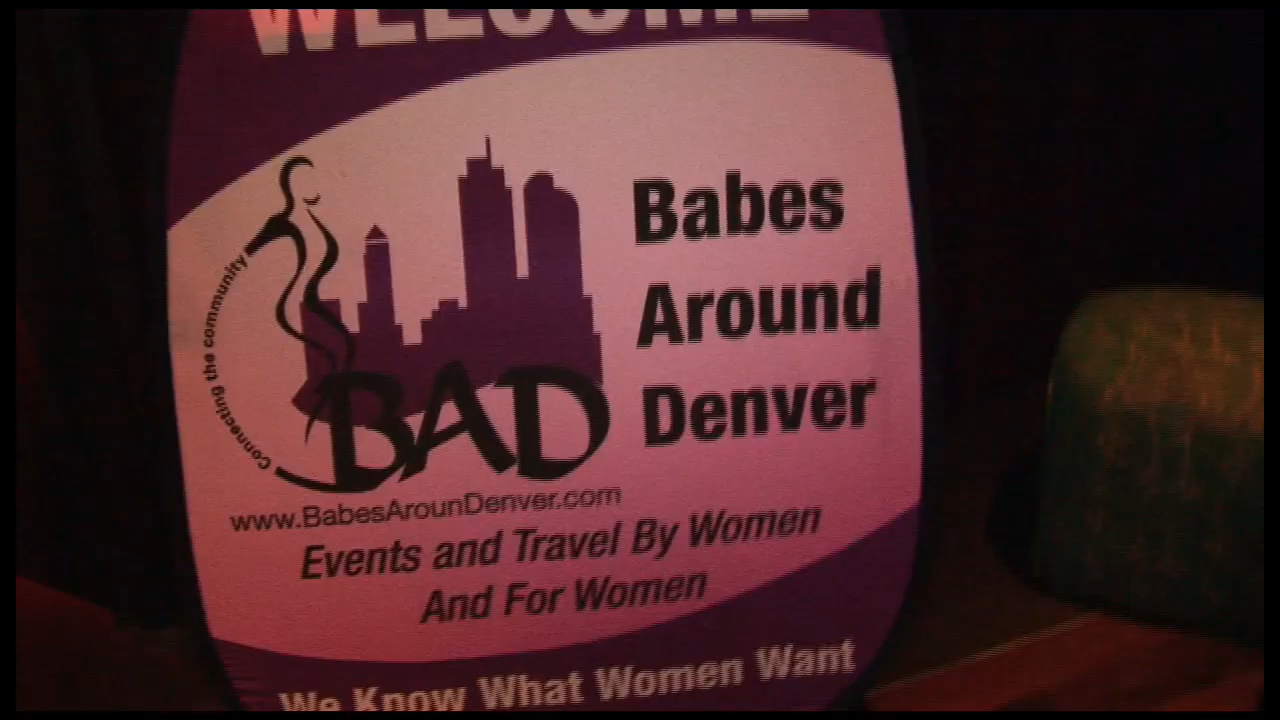 WELCOME
Babes
Around
Denver
Connecting the community
BAD
www.BabesArounDenver.com
Events and Travel By Women
And For Women
We Know What Women Want